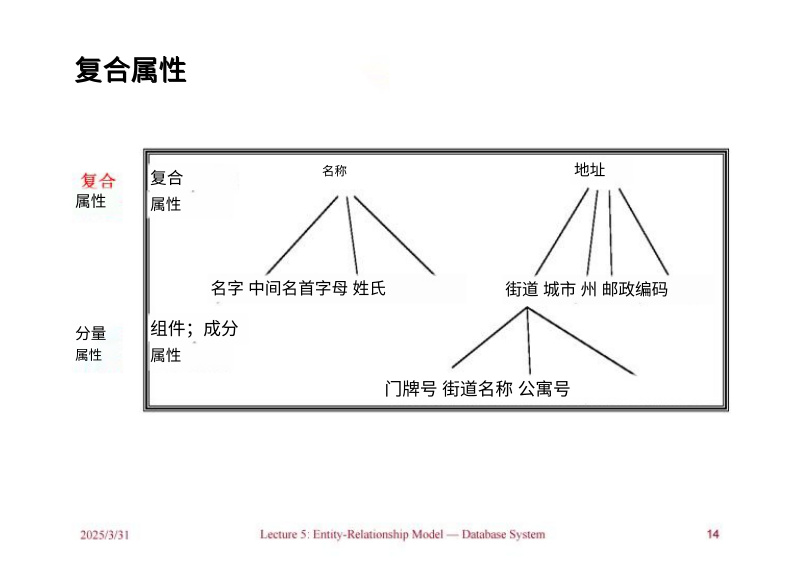 复合属性
复合
属性
复合
属性
名称
地址
名字 中间名首字母 姓氏
街道 城市 州 邮政编码
分量
属性
组件；成分
属性
门牌号 街道名称 公寓号
2025/3/31
Lecture 5: Entity-Relationship Model — Database System
14